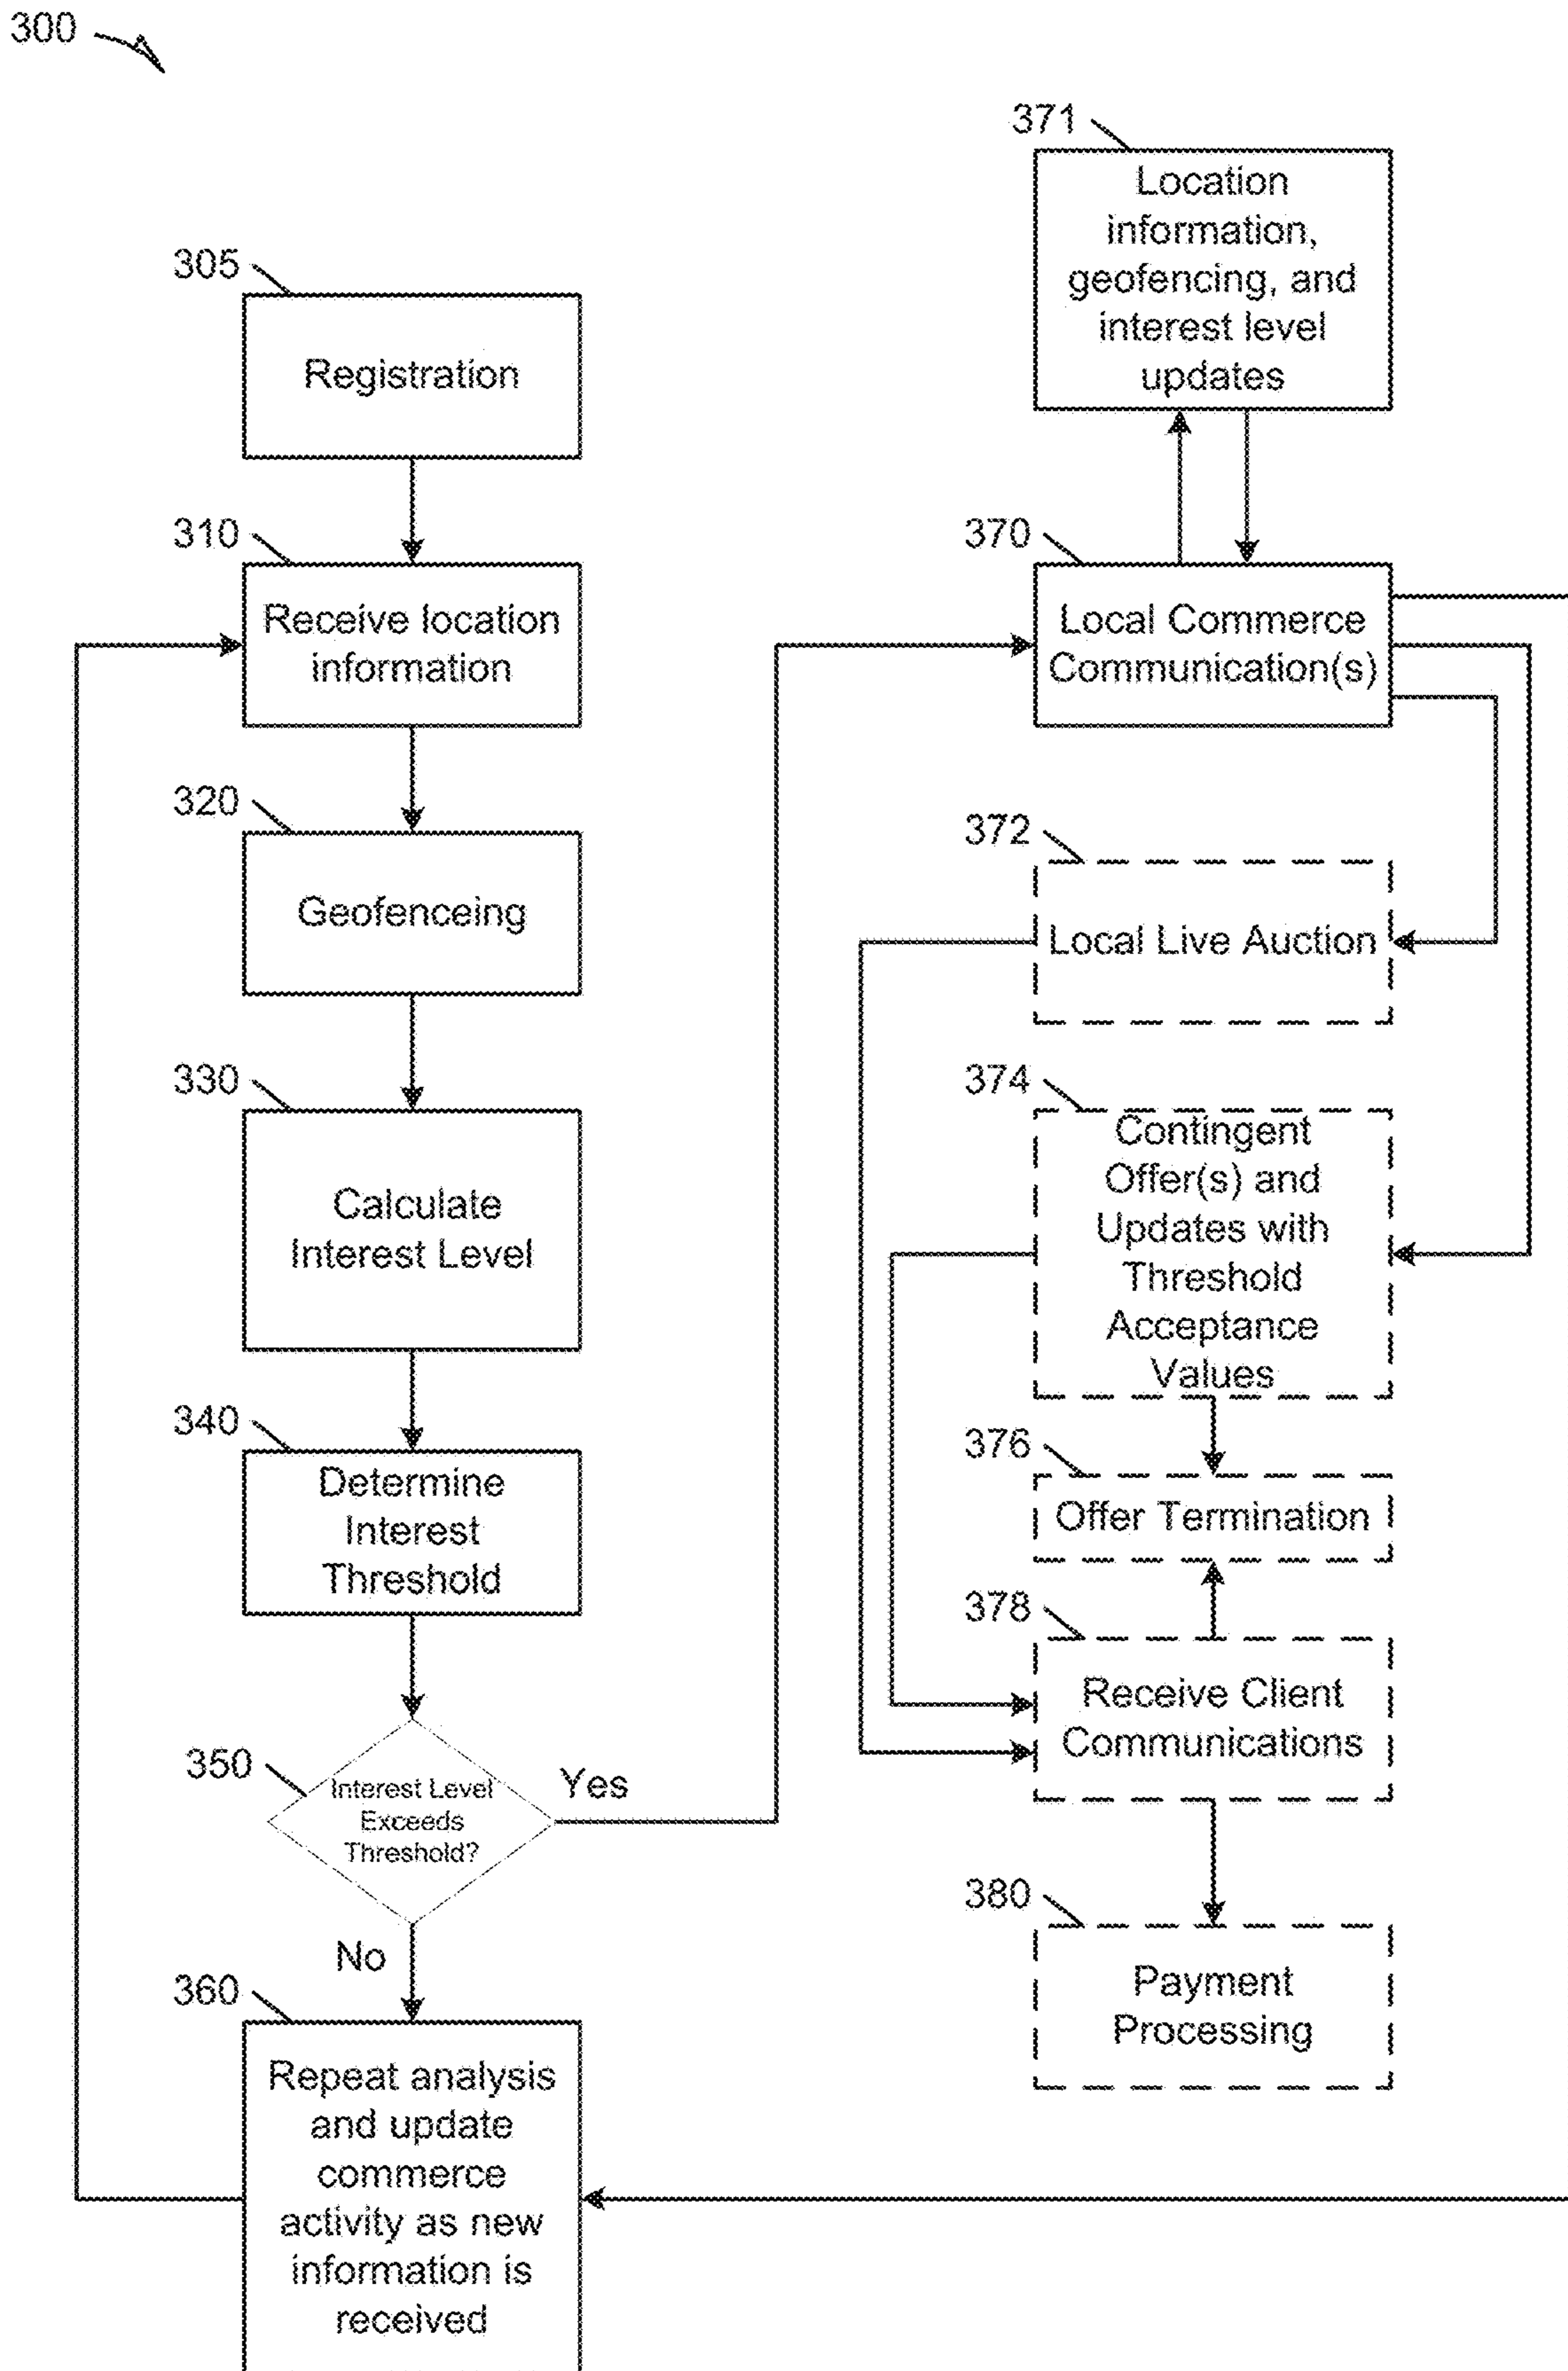 300
305
Registration
310
Receive location
information
320
Geofenceing
330
Calculate
Interest Level
340
Determine
Interest
Threshold
350
Interest Level
Exceeds
Threshold?
Yes
No
360
Repeat analysis
and update
commerce
activity as new
information is
received
371
Location
information,
geofencing, and
interest level
updates
370
Local Commerce
Communication(s)
372
Local Live Auction
374
Contingent
Offer(s) and
Updates with
Threshold
Acceptance
Values
376
Offer Termination
378
Receive Client
Communications
380
Payment
Processing